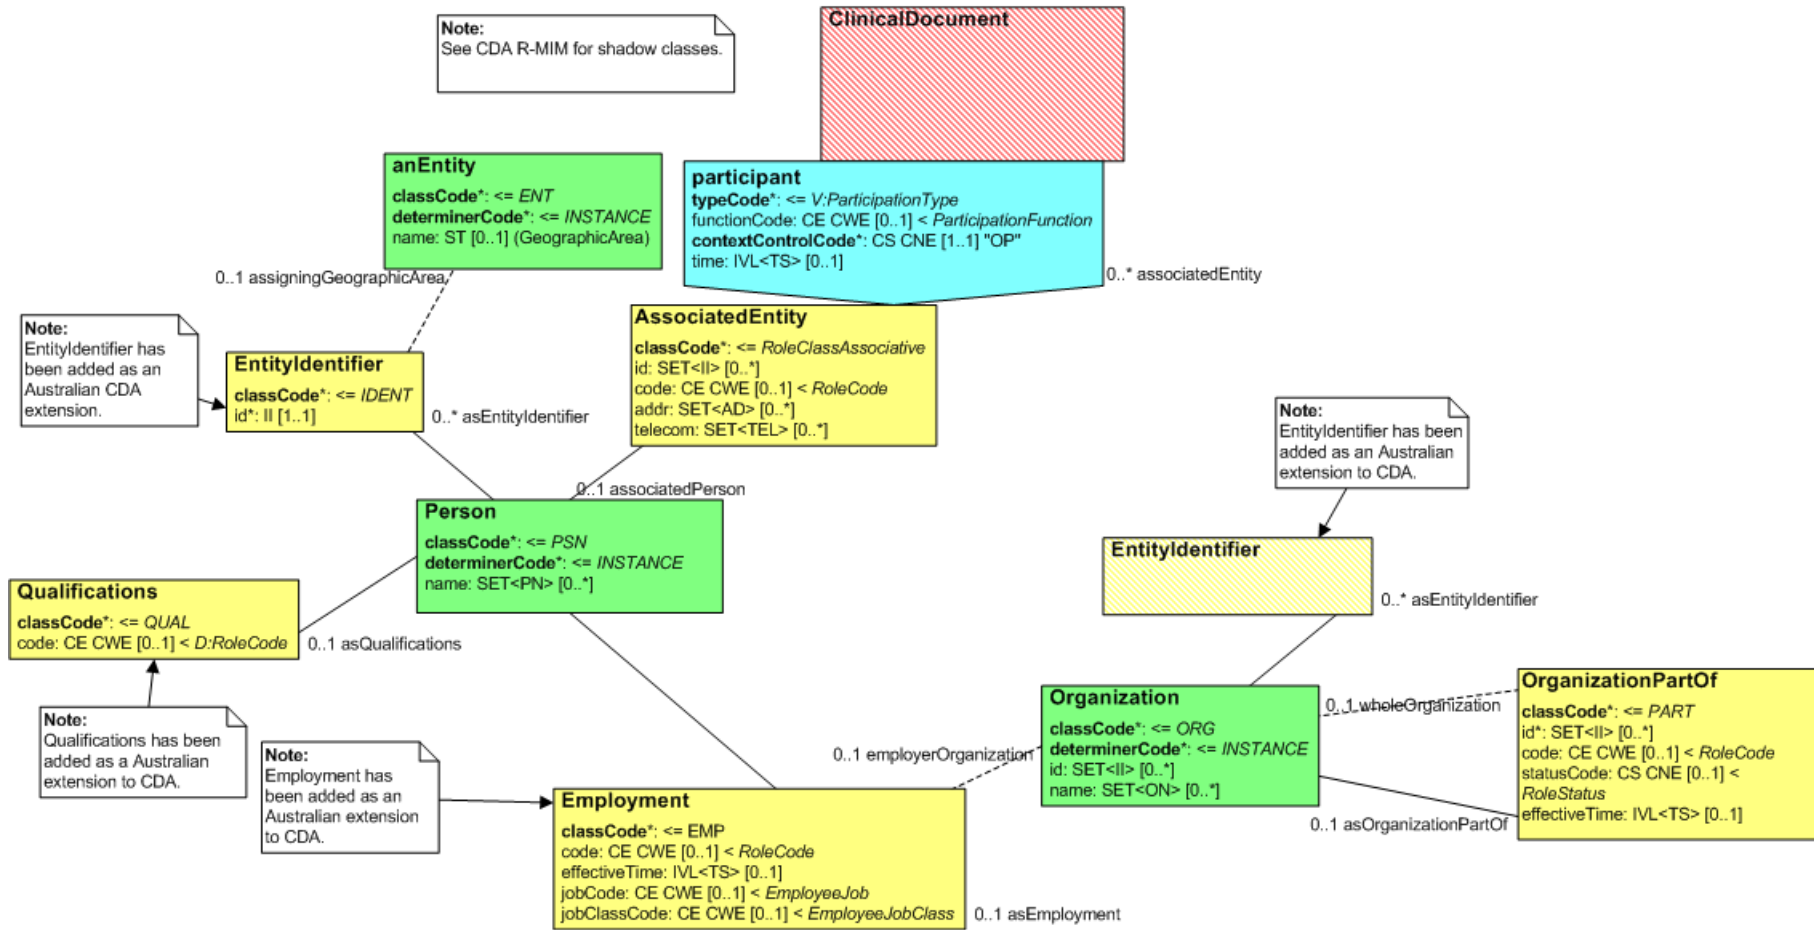 Note:
See CDA R-MIM for shadow classes.
ClinicalDocument
anEntity
classCode*: <= ENT
determinerCode*: <= INSTANCE
name: ST [0..1] (GeographicArea)
participant
typeCode*: <= V:ParticipationType
functionCode: CE CWE [0..1] < ParticipationFunction
contextControlCode*: CS CNE [1..1] "OP"
time: IVL<TS> [0..1]
0..1 assigningGeographicArea
0..* associatedEntity
Note:
EntityIdentifier has
been added as an
Australian CDA
extension.
EntityIdentifier
classCode*: <= IDENT
id*: II [1..1]
0..* asEntityIdentifier
AssociatedEntity
classCode*: <= RoleClassAssociative
id: SET<II> [0..*]
code: CE CWE [0..1] < RoleCode
addr: SET<AD> [0..*]
telecom: SET<TEL> [0..*]
0..1 associatedPerson
Note:
EntityIdentifier has been
added as an Australian
extension to CDA.
Person
classCode*: <= PSN
determinerCode*: <= INSTANCE
name: SET<PN> [0..*]
EntityIdentifier
0..* asEntityIdentifier
Qualifications
classCode*: <= QUAL
code: CE CWE [0..1] < D:RoleCode
0..1 asQualifications
Note:
Qualifications has been
added as a Australian
extension to CDA.
Note:
Employment has
been added as an
Australian extension
to CDA.
0..1 employerOrganization
Organization
classCode*: <= ORG
determinerCode*: <= INSTANCE
id: SET<II> [0..*]
name: SET<ON> [0..*]
0..1 wholeOrganization
OrganizationPartOf
classCode*: <= PART
id*: SET<II> [0..*]
code: CE CWE [0..1] < RoleCode
statusCode: CS CNE [0..1] <
RoleStatus
effectiveTime: IVL<TS> [0..1]
0..1 asOrganizationPartOf
Employment
classCode*: <= EMP
code: CE CWE [0..1] < RoleCode
effectiveTime: IVL<TS> [0..1]
jobCode: CE CWE [0..1] < EmployeeJob
jobClassCode: CE CWE [0..1] < EmployeeJobClass
0..1 asEmployment